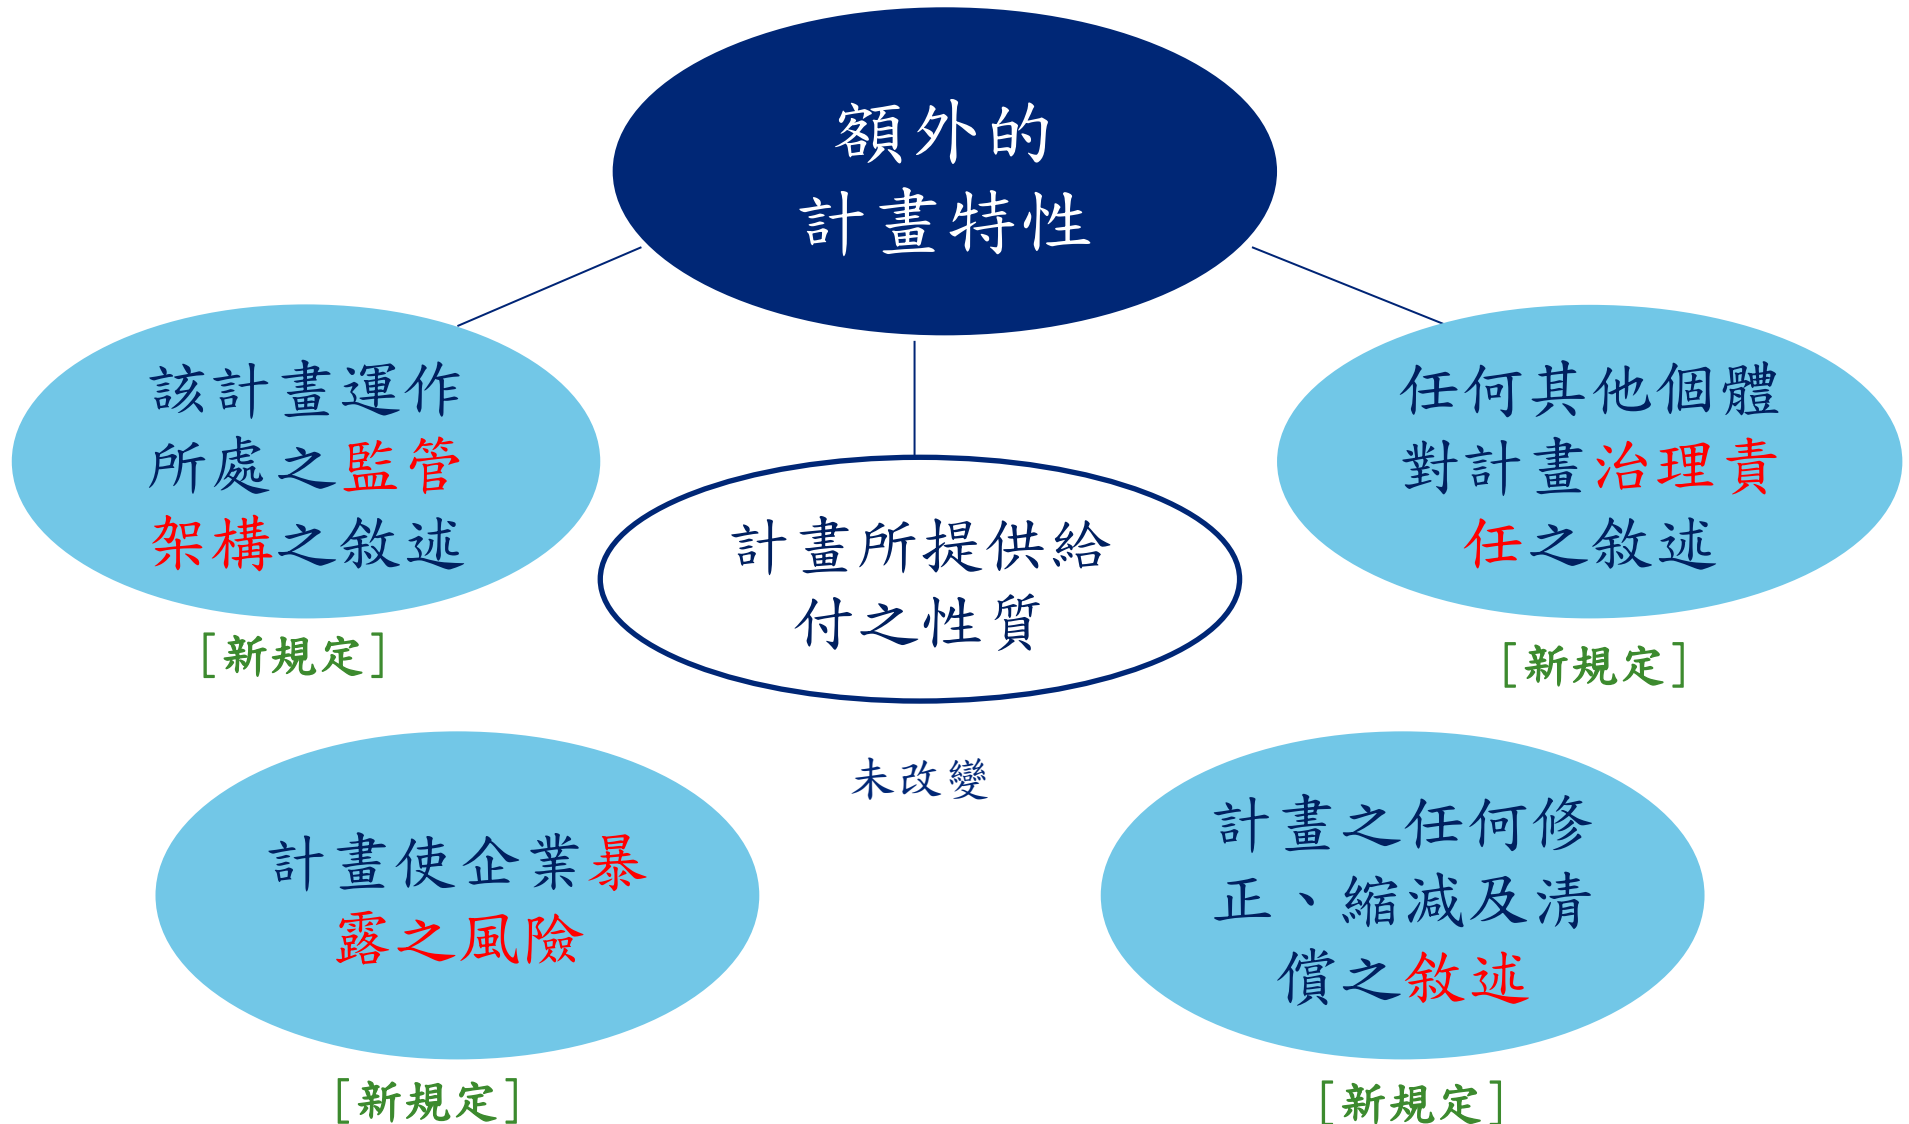 額外的
計畫特性
該計畫運作
所處之監管
架構之敘述
[新規定]
計畫所提供給
付之性質
未改變
任何其他個體
對計畫治理責
任之敘述
[新規定]
計畫使企業暴
露之風險
[新規定]
計畫之任何修
正、縮減及清
償之敘述
[新規定]